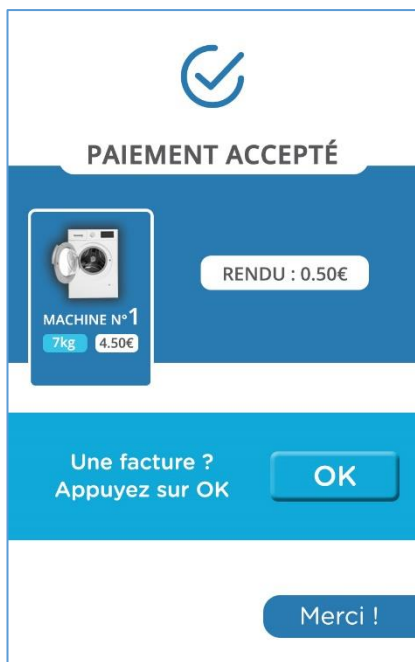 PAIEMENT ACCEPTÉ
MACHINE N°1
7kg 4.50€
RENDU : 0.50€
Une facture ?
Appuyez sur OK
OK
Merci !